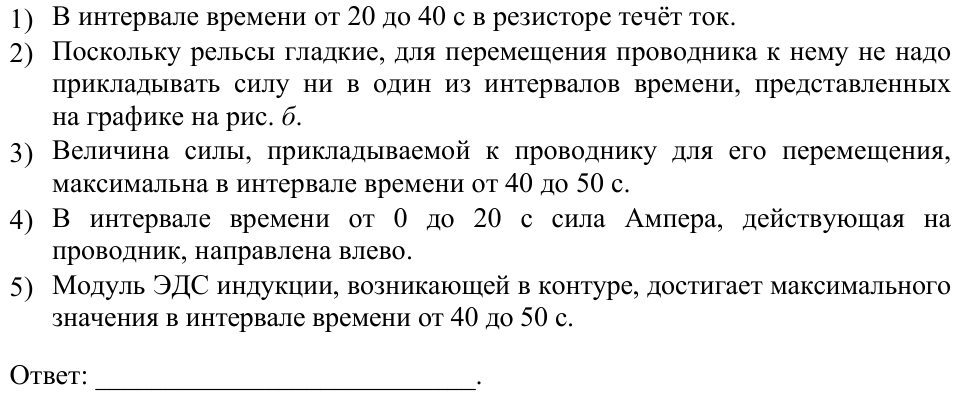 1) В интервале времени от 20 до 40 с в резисторе течёт ток.
2) Поскольку рельсы гладкие, для перемещения проводника к нему не надо
прикладывать силу ни в один из интервалов времени, представленных
на графике на рис. б.
3) Величина силы, прикладываемой к проводнику для его перемещения,
максимальна в интервале времени от 40 до 50 с.
4) В интервале времени от 0 до 20 с сила Ампера, действующая на
проводник, направлена влево.
5) Модуль ЭДС индукции, возникающей в контуре, достигает максимального
значения в интервале времени от 40 до 50 с.
Ответ: ___________________________.